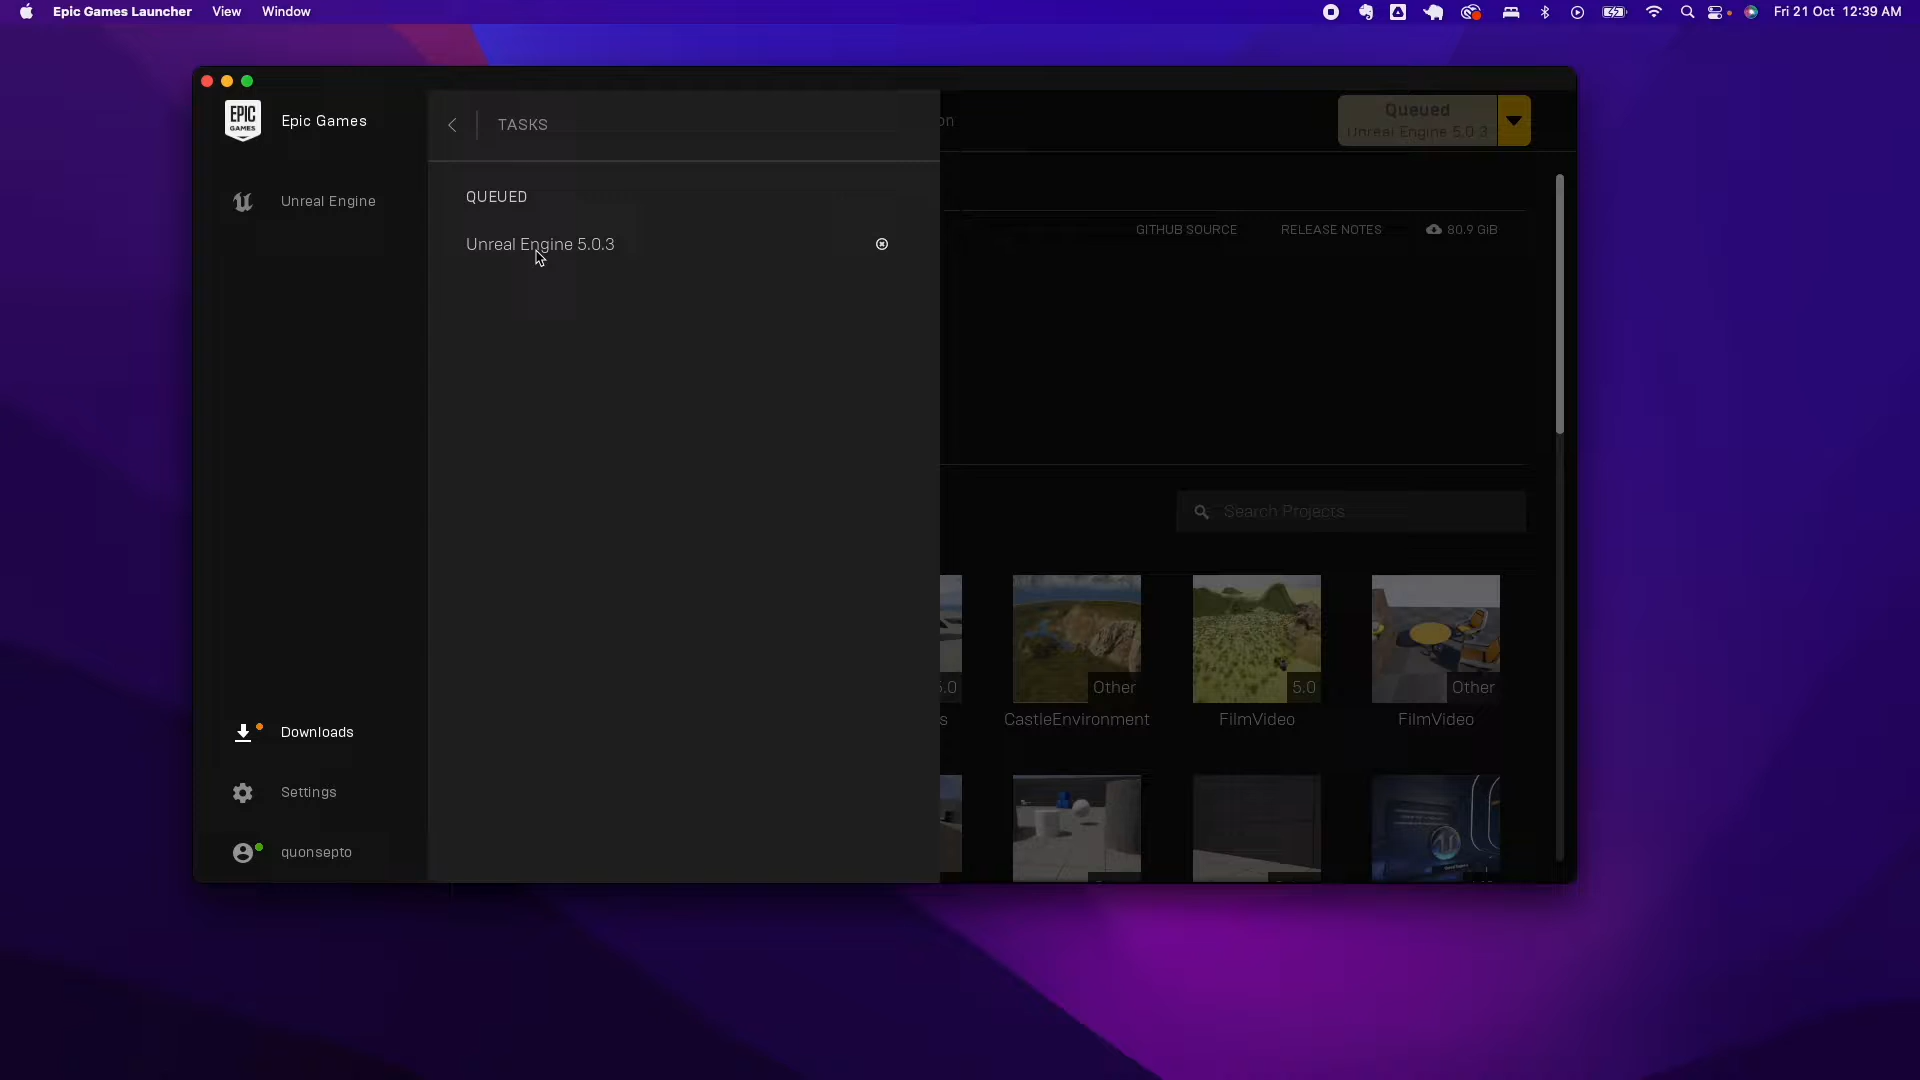 Epic Games Launcher View Window Fri 21 Oct 12:39 AM
EPIC GAMES
Epic Games
TASKS
Queued
Unreal Engine 5.0.3
QUEUED
Unreal Engine
GITHUB SOURCE RELEASE NOTES 80.9 GiB
Unreal Engine 5.0.3
Search Projects
5.0 Other 5.0 Other
s CastleEnvironment FilmVideo FilmVideo
Downloads
Settings
quonsepto